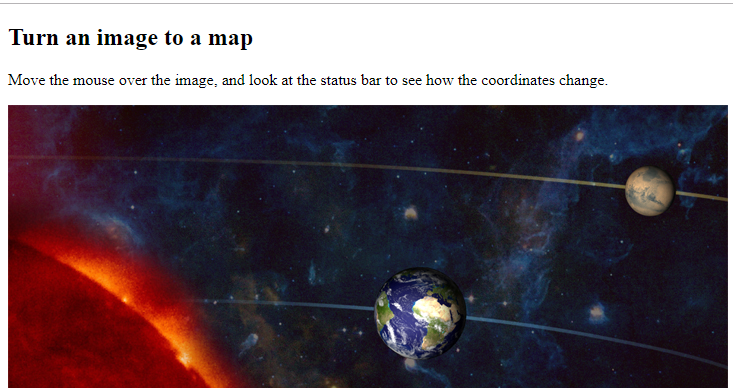 Turn an image to a map
Move the mouse over the image, and look at the status bar to see how the coordinates change.